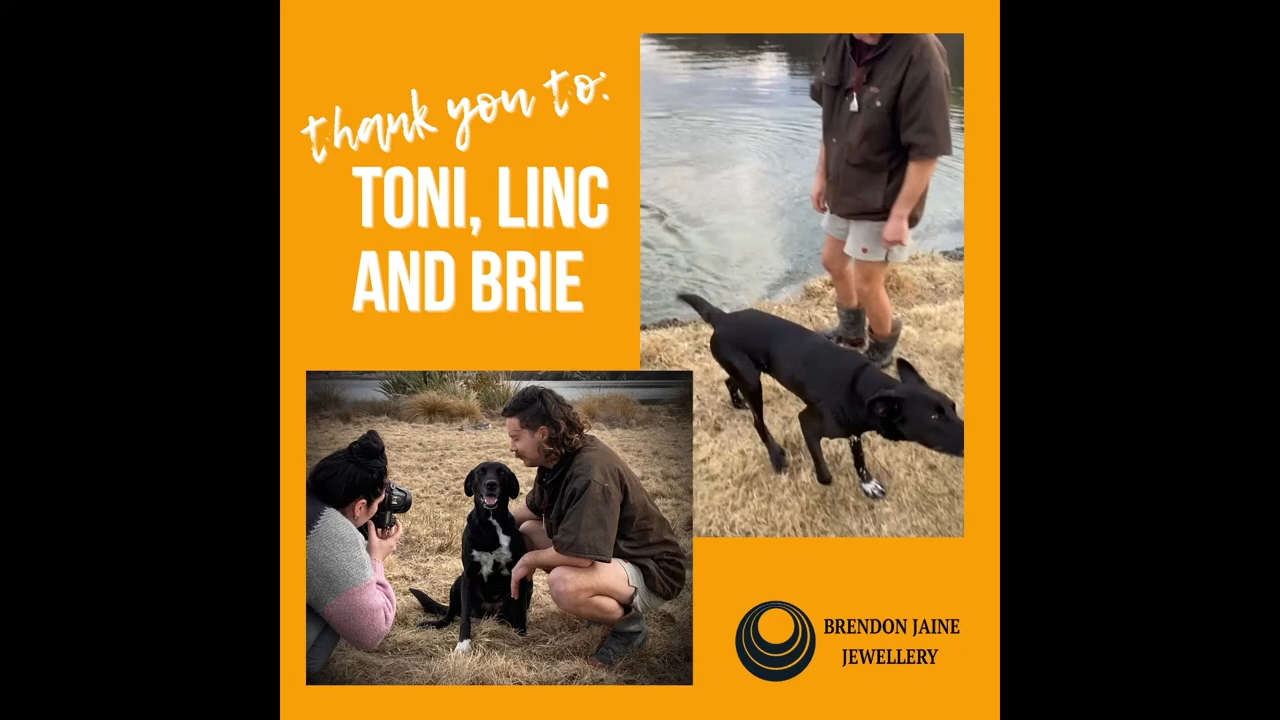 thank you to:
TONI, LINC
AND BRIE
BRENDON JAINE
JEWELLERY